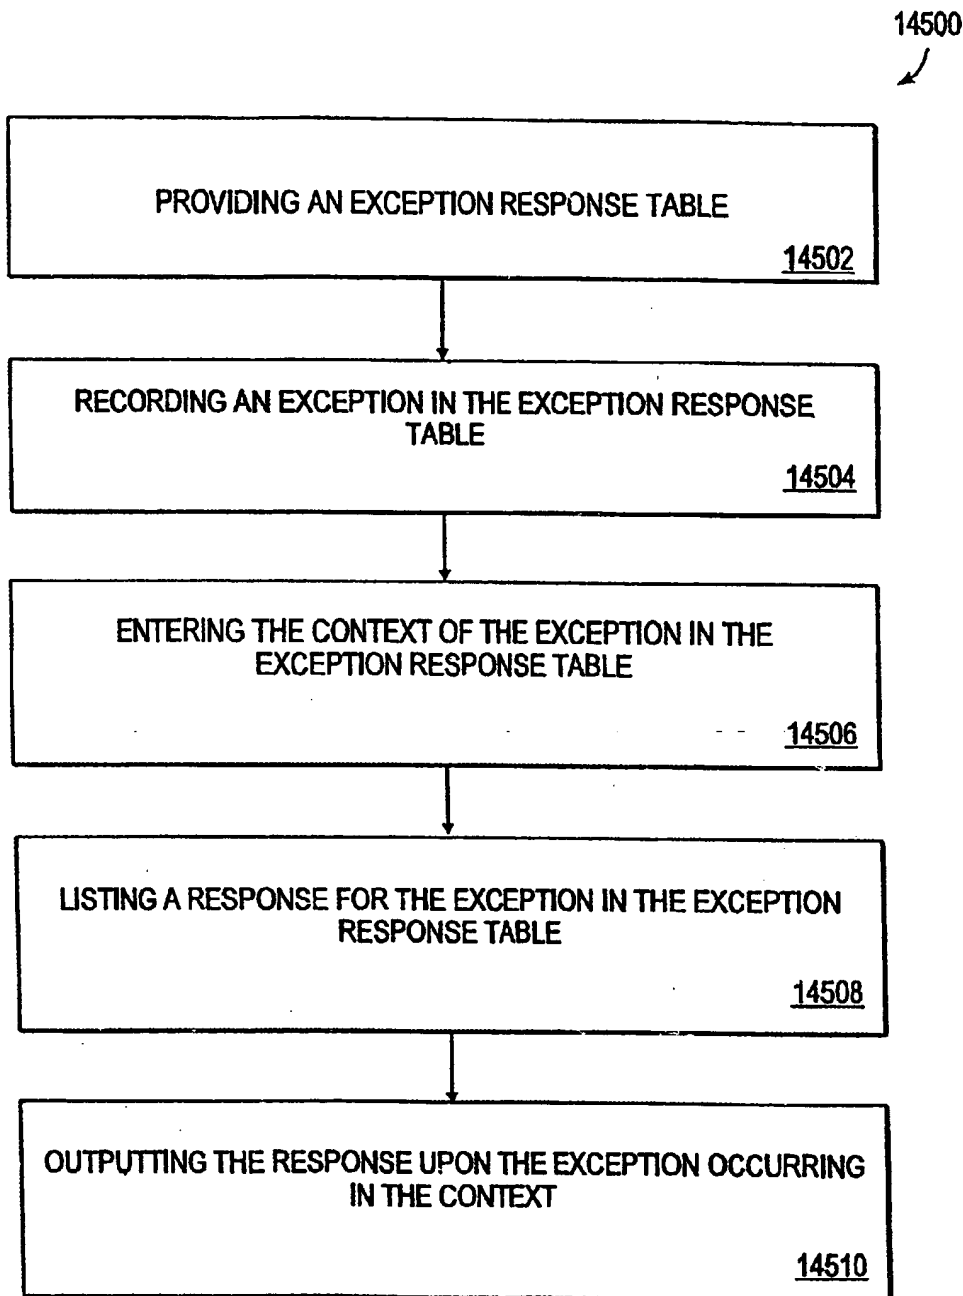 14500
PROVIDING AN EXCEPTION RESPONSE TABLE
14502
RECORDING AN EXCEPTION IN THE EXCEPTION RESPONSE
TABLE
14504
ENTERING THE CONTEXT OF THE EXCEPTION IN THE
EXCEPTION RESPONSE TABLE
14506
LISTING A RESPONSE FOR THE EXCEPTION IN THE EXCEPTION
RESPONSE TABLE
14508
OUTPUTTING THE RESPONSE UPON THE EXCEPTION OCCURRING
IN THE CONTEXT
14510